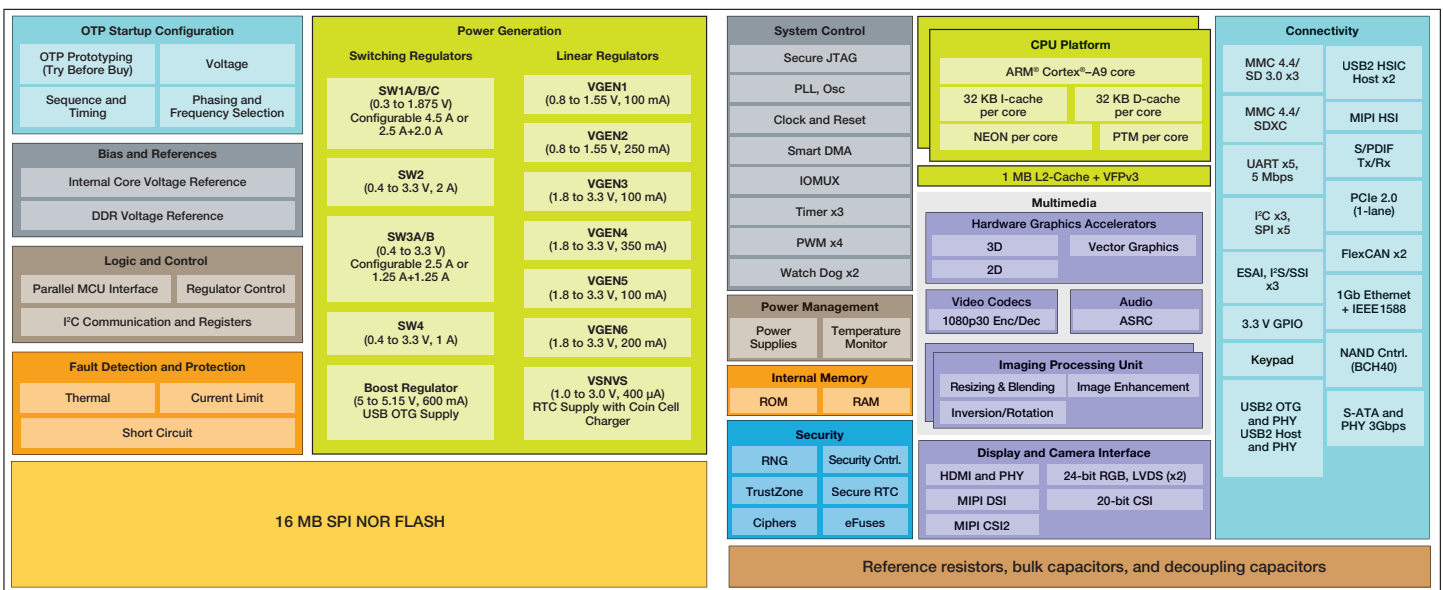 OTP Startup Configuration
OTP Prototyping
(Try Before Buy)
Voltage
Sequence and
Timing
Phasing and
Frequency Selection
Bias and References
Internal Core Voltage Reference
DDR Voltage Reference
Logic and Control
Parallel MCU Interface
Regulator Control
I²C Communication and Registers
Fault Detection and Protection
Thermal
Current Limit
Short Circuit
Power Generation
Switching Regulators
SW1A/B/C
(0.3 to 1.875 V)
Configurable 4.5 A or
2.5 A+2.0 A
SW2
(0.4 to 3.3 V, 2 A)
SW3A/B
(0.4 to 3.3 V)
Configurable 2.5 A or
1.25 A+1.25 A
SW4
(0.4 to 3.3 V, 1 A)
Boost Regulator
(5 to 5.15 V, 600 mA)
USB OTG Supply
Linear Regulators
VGEN1
(0.8 to 1.55 V, 100 mA)
VGEN2
(0.8 to 1.55 V, 250 mA)
VGEN3
(1.8 to 3.3 V, 100 mA)
VGEN4
(1.8 to 3.3 V, 350 mA)
VGEN5
(1.8 to 3.3 V, 100 mA)
VGEN6
(1.8 to 3.3 V, 200 mA)
VSNVS
(1.0 to 3.0 V, 400 µA)
RTC Supply with Coin Cell
Charger
16 MB SPI NOR FLASH
System Control
Secure JTAG
PLL, Osc
Clock and Reset
Smart DMA
IOMUX
Timer x3
PWM x4
Watch Dog x2
Power Management
Power
Supplies
Temperature
Monitor
Internal Memory
ROM
RAM
Security
RNG
Security Cntrl.
TrustZone
Secure RTC
Ciphers
eFuses
CPU Platform
ARM® Cortex®–A9 core
32 KB I-cache
per core
32 KB D-cache
per core
NEON per core
PTM per core
1 MB L2-Cache + VFPv3
Multimedia
Hardware Graphics Accelerators
3D
Vector Graphics
2D
Video Codecs
1080p30 Enc/Dec
Audio
ASRC
Imaging Processing Unit
Resizing & Blending
Image Enhancement
Inversion/Rotation
Display and Camera Interface
HDMI and PHY
24-bit RGB, LVDS (x2)
MIPI DSI
20-bit CSI
MIPI CSI2
Connectivity
MMC 4.4/
SD 3.0 x3
MMC 4.4/
SDXC
UART x5,
5 Mbps
I²C x3,
SPI x5
ESAI, I²S/SSI
x3
3.3 V GPIO
Keypad
USB2 OTG
and PHY
USB2 Host
and PHY
USB2 HSIC
Host x2
MIPI HSI
S/PDIF
Tx/Rx
PCIe 2.0
(1-lane)
FlexCAN x2
1Gb Ethernet
+ IEEE1588
NAND Cntrl.
(BCH40)
S-ATA and
PHY 3Gbps
Reference resistors, bulk capacitors, and decoupling capacitors